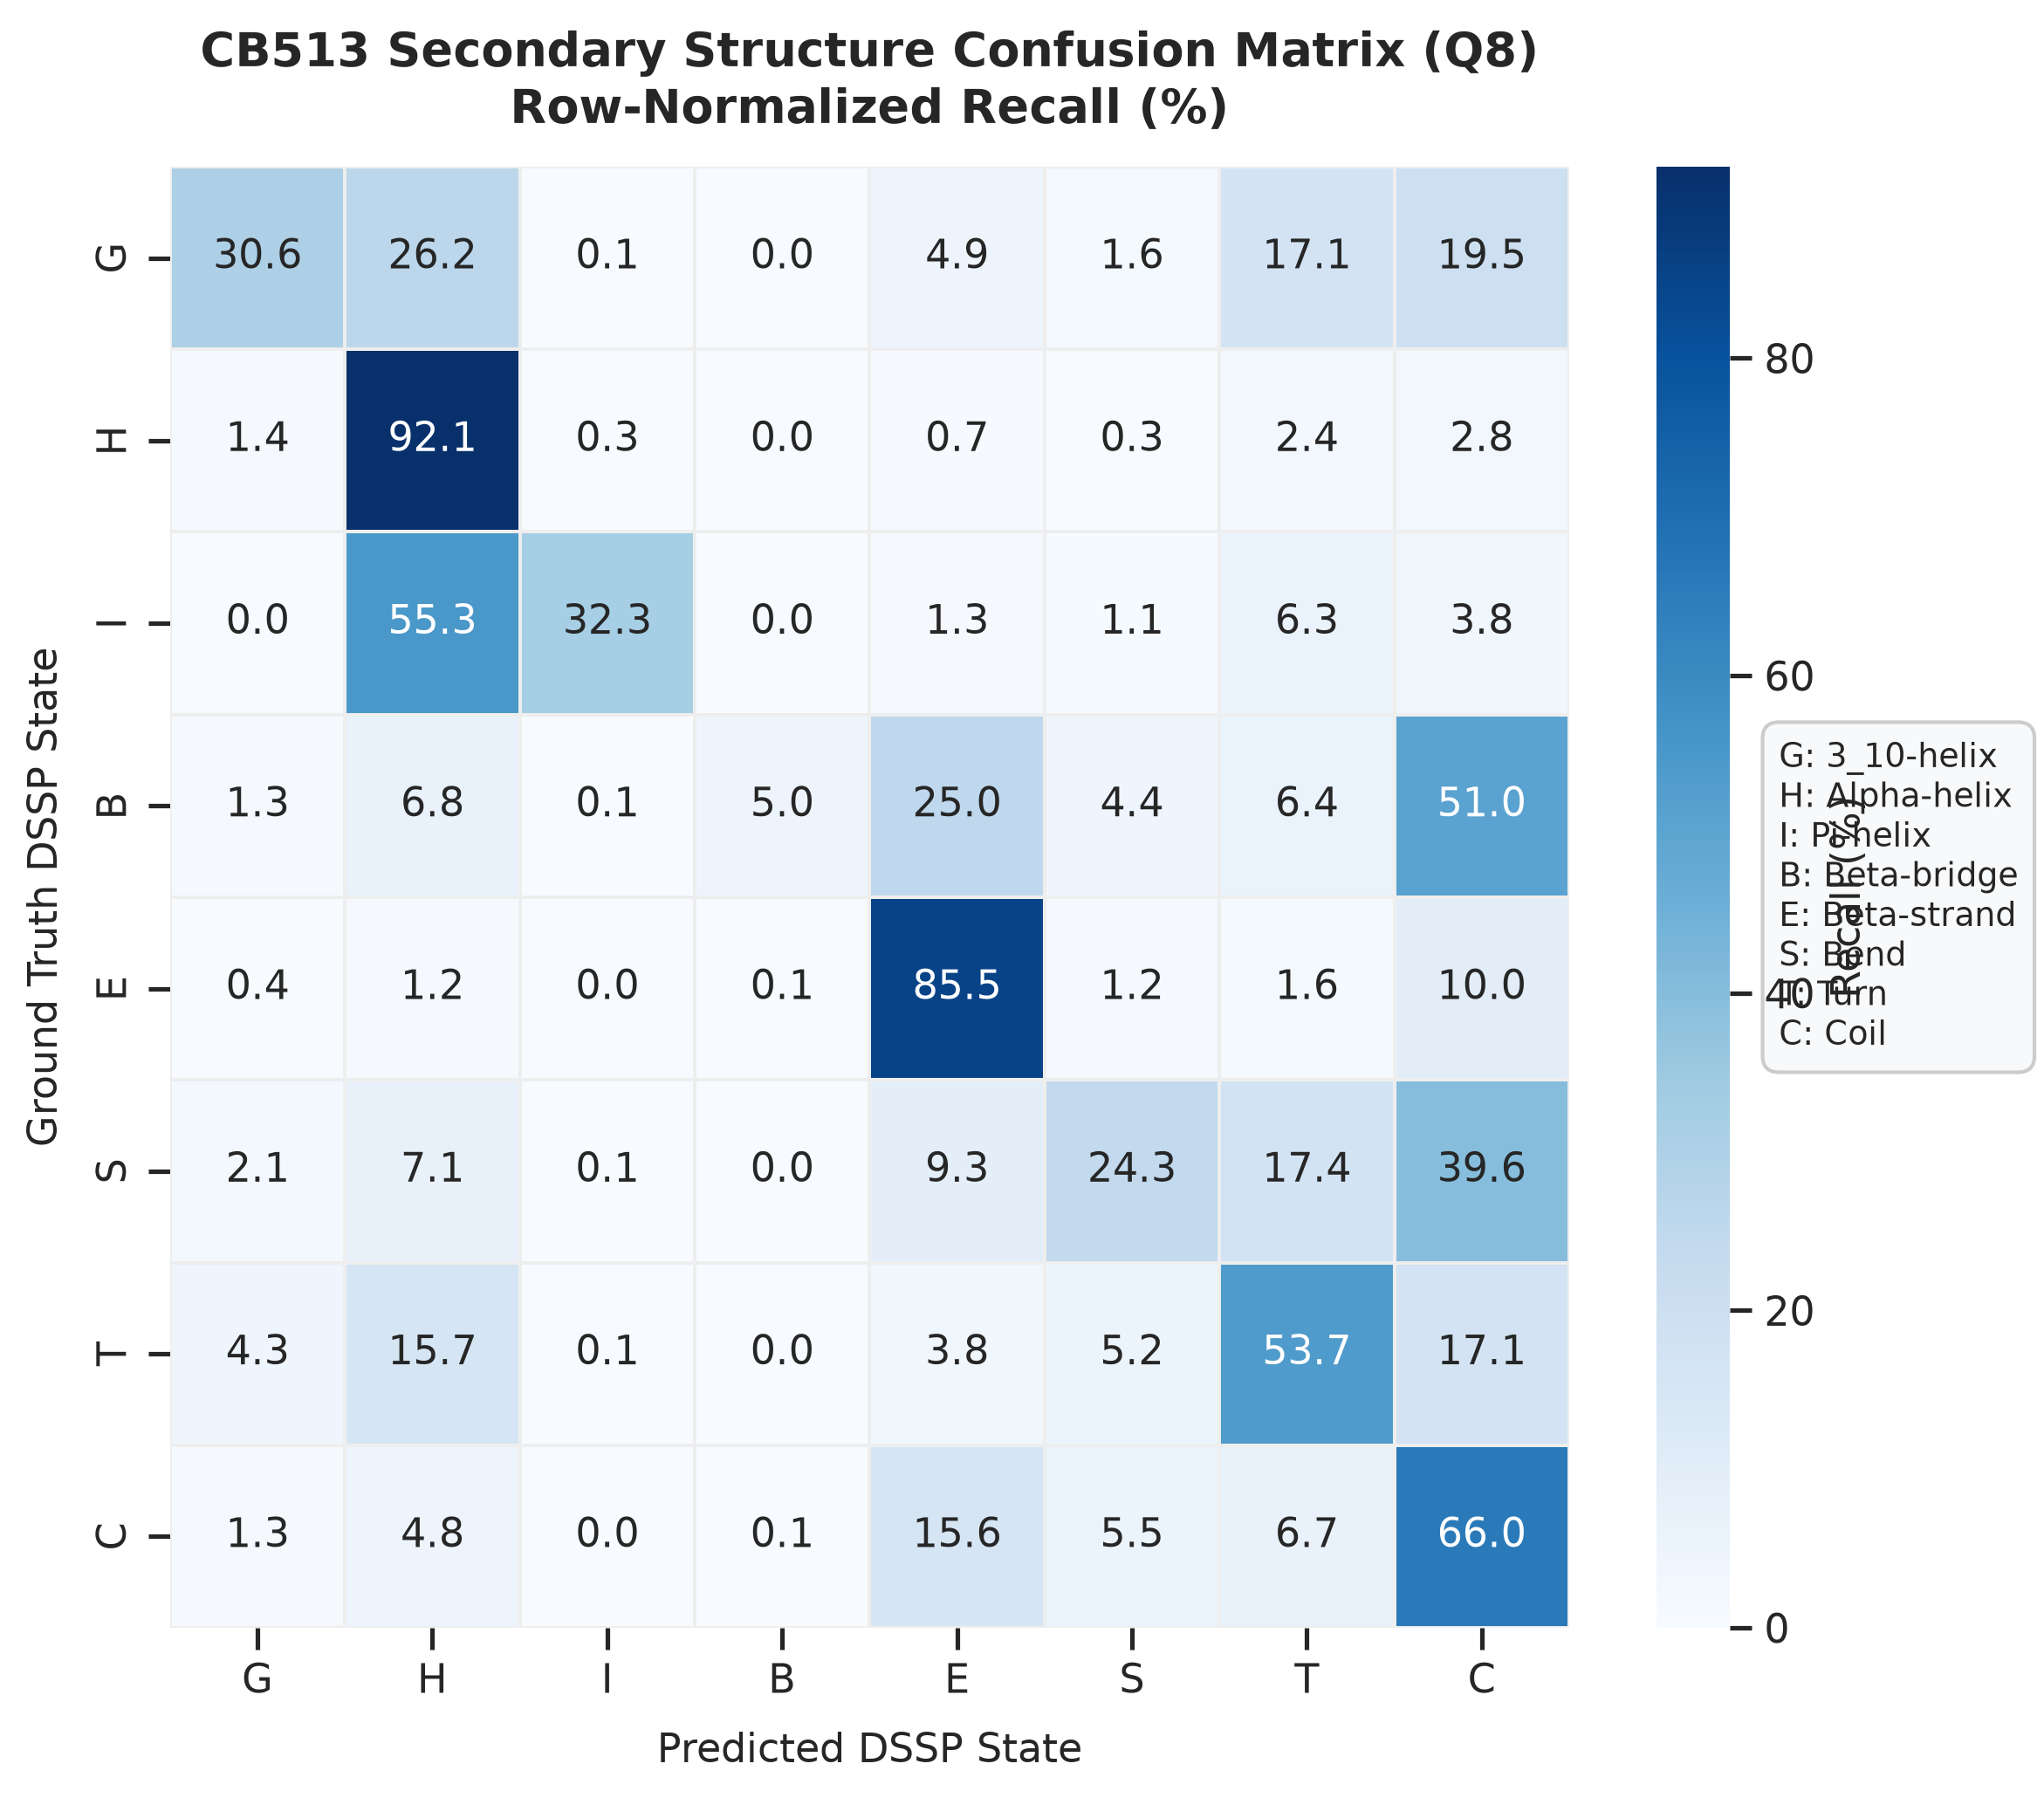 CB513 Secondary Structure Confusion Matrix (Q8)
Row-Normalized Recall (%)
Ground Truth DSSP State
G 30.6 26.2 0.1 0.0 4.9 1.6 17.1 19.5
H 1.4 92.1 0.3 0.0 0.7 0.3 2.4 2.8
I 0.0 55.3 32.3 0.0 1.3 1.1 6.3 3.8
B 1.3 6.8 0.1 5.0 25.0 4.4 6.4 51.0
E 0.4 1.2 0.0 0.1 85.5 1.2 1.6 10.0
S 2.1 7.1 0.1 0.0 9.3 24.3 17.4 39.6
T 4.3 15.7 0.1 0.0 3.8 5.2 53.7 17.1
C 1.3 4.8 0.0 0.1 15.6 5.5 6.7 66.0
G H I B E S T C
Predicted DSSP State
80
60
40
20
0
Recall (%)
G: 3_10-helix
H: Alpha-helix
I: Pi-helix
B: Beta-bridge
E: Beta-strand
S: Bend
T: Turn
C: Coil